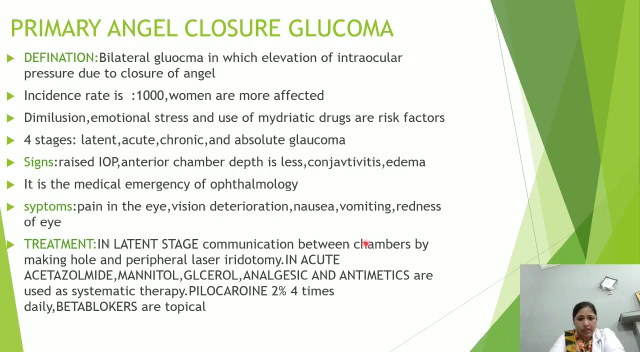 PRIMARY ANGEL CLOSURE GLUCOMA
DEFINATION:Bilateral gluocma in which elevation of intraocular
pressure due to closure of angel
Incidence rate is :1000,women are more affected
Dimilusion,emotional stress and use of mydriatic drugs are risk factors
4 stages: latent,acute,chronic,and absolute glaucoma
Signs:raised IOP,anterior chamber depth is less,conjavtivitis,edema
It is the medical emergency of ophthalmology
syptoms:pain in the eye,vision deterioration,nausea,vomiting,redness
of eye
TREATMENT:IN LATENT STAGE communication between chambers by
making hole and peripheral laser iridotomy.IN ACUTE
ACETAZOLMIDE,MANNITOL,GLCEROL,ANALGESIC AND ANTIMETICS are
used as systematic therapy.PILOCAROINE 2% 4 times
daily,BETABLOKERS are topical